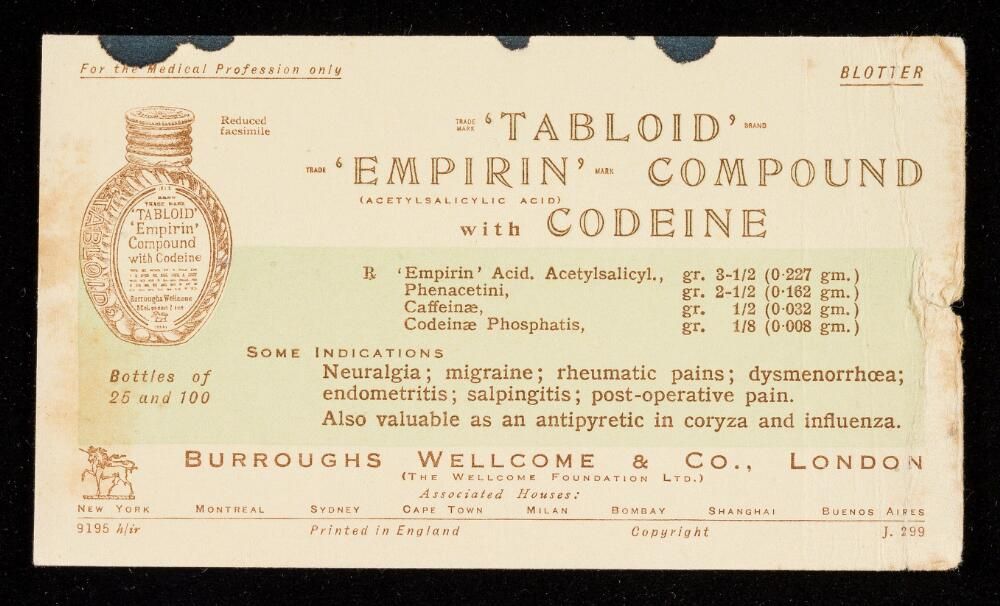 For the Medical Profession only
BLOTTER
Reduced
facsimile
TRADE MARK ‘TABLOID’ BRAND
TRADE ‘EMPIRIN’ MARK COMPOUND
(ACETYLSALICYLIC ACID)
with CODEINE
TABLOID
TRADE MARK
‘TABLOID’
‘Empirin’
Compound
with Codeine
Burroughs Wellcome
℞ ‘Empirin’ Acid. Acetylsalicyl., gr. 3-1/2 (0·227 gm.)
Phenacetini, gr. 2-1/2 (0·162 gm.)
Caffeinæ, gr. 1/2 (0·032 gm.)
Codeinæ Phosphatis, gr. 1/8 (0·008 gm.)
SOME INDICATIONS
Neuralgia; migraine; rheumatic pains; dysmenorrhœa;
endometritis; salpingitis; post-operative pain.
Also valuable as an antipyretic in coryza and influenza.
Bottles of
25 and 100
BURROUGHS WELLCOME & CO., LONDON
(THE WELLCOME FOUNDATION LTD.)
Associated Houses:
NEW YORK MONTREAL SYDNEY CAPE TOWN MILAN BOMBAY SHANGHAI BUENOS AIRES
9195 h/ir Printed in England Copyright J. 299